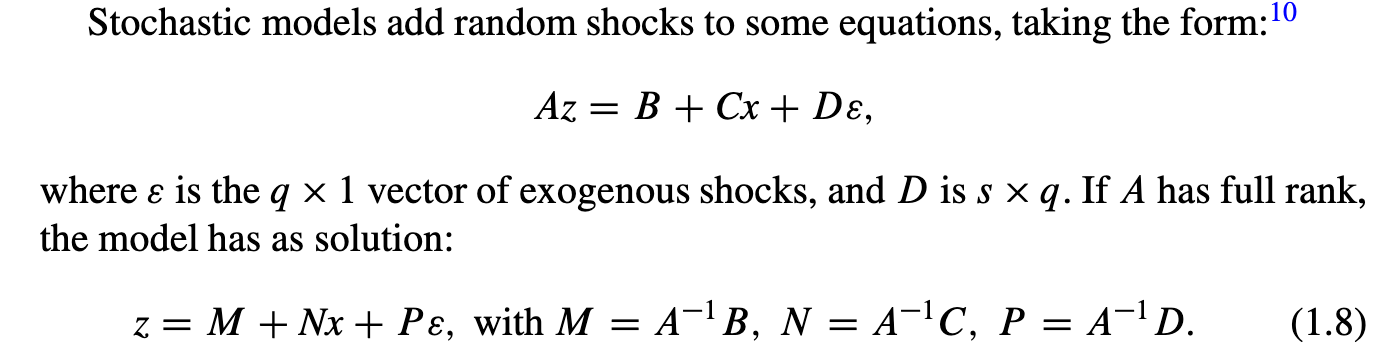 Stochastic models add random shocks to some equations, taking the form:¹⁰
Az = B + Cx + Dε,
where ε is the q × 1 vector of exogenous shocks, and D is s × q. If A has full rank,
the model has as solution:
z = M + Nx + Pε, with M = A⁻¹B, N = A⁻¹C, P = A⁻¹D. (1.8)